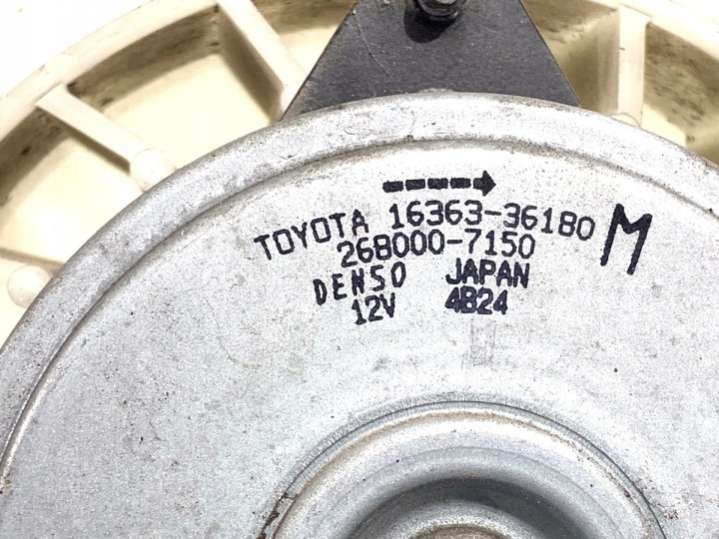 TOYOTA 16363-36180 M
268000-7150
DENSO JAPAN
12V 4B24